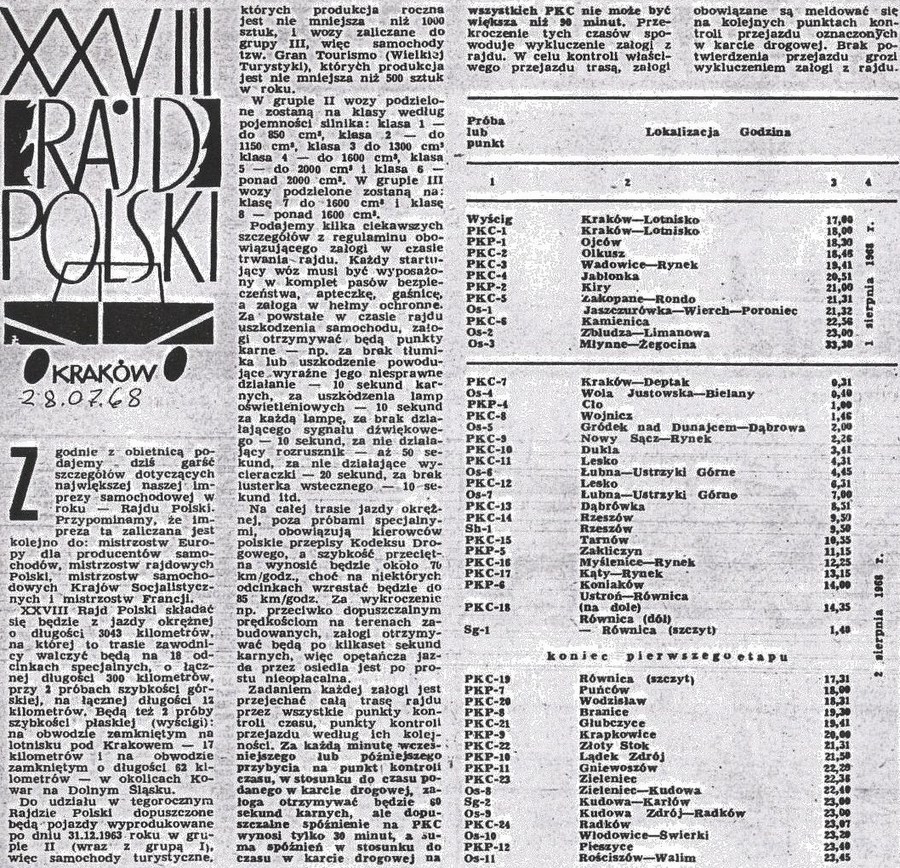 XXVIII
RAJD
POLSKI
KRAKÓW
28.07.68
Zgodnie z obietnicą po-
dajemy dziś garść
szczegółów dotyczących
największej naszej im-
prezy samochodowej w
roku — Rajdu Polski.
Przypominamy, że im-
preza ta zaliczana jest
kolejno do: mistrzostw Euro-
py dla producentów samo-
chodów, mistrzostw rajdowych
Polski, mistrzostw samocho-
dowych Krajów Socjalistycz-
nych i mistrzostw Francji.
XXVIII Rajd Polski składać
się będzie z jazdy okrężnej
o długości 3043 kilometrów,
na której to trasie zawodni-
cy walczyć będą na 18 od-
cinkach specjalnych, o łącz-
nej długości 300 kilometrów,
przy 2 próbach szybkości gór-
skiej, na łącznej długości 12
kilometrów. Będą też 2 próby
szybkości płaskiej (wyścigi):
na obwodzie zamkniętym na
lotnisku pod Krakowem — 17
kilometrów i na obwodzie
zamkniętym o długości 62 ki-
lometrów — w okolicach Ko-
war na Dolnym Śląsku.
Do udziału w tegorocznym
Rajdzie Polski dopuszczone
będą pojazdy wyprodukowane
po dniu 31.12.1963 roku w gru-
pie II (wraz z grupą I),
więc samochody turystyczne,
których produkcja roczna
jest nie mniejsza niż 1000
sztuk, i wozy zaliczane do
grupy III, więc samochody
tzw. Gran Tourismo (Wielkiej
Turystyki), których produkcja
jest nie mniejsza niż 500 sztuk
w roku.
W grupie II wozy podzielo-
ne zostaną na klasy według
pojemności silnika: klasa 1 —
do 850 cm³, klasa 2 — do
1150 cm³, klasa 3 do 1300 cm³
klasa 4 — do 1600 cm³, klasa
5 — do 2000 cm³ i klasa 6 —
ponad 2000 cm³. W grupie III
wozy podzielone zostaną na:
klasę 7 do 1600 cm³ i klasę
8 — ponad 1600 cm³.
Podajemy kilka ciekawszych
szczegółów z regulaminu obo-
wiązującego załogi w czasie
trwania rajdu. Każdy startu-
jący wóz musi być wyposażo-
ny w komplet pasów bezpie-
czeństwa, apteczkę, gaśnicę,
a załoga w hełmy ochronne.
Za powstałe w czasie rajdu
uszkodzenia samochodu, zało-
gi otrzymywać będą punkty
karne — np. za brak tłumi-
ka lub uszkodzenie powodu-
jące wyraźne jego niesprawne
działanie — 10 sekund kar-
nych, za uszkodzenia lamp
oświetleniowych — 10 sekund
za każdą lampę, za brak dzia-
łającego sygnału dźwiękowe-
go — 10 sekund, za nie działa-
jący rozrusznik — aż 50 se-
kund, za nie działające wy-
cieraczki — 20 sekund, za brak
lusterka wstecznego — 10 se-
kund itd.
Na całej trasie jazdy okręż-
nej, poza próbami specjalny-
mi, obowiązują kierowców
polskie przepisy Kodeksu Dro-
gowego, a szybkość przecięt-
na wynosić będzie około 70
km/godz., choć na niektórych
odcinkach wzrastać będzie do
85 km/godz. Za wykroczenie
np. przeciwko dopuszczalnym
prędkościom na terenach za-
budowanych, załogi otrzymy-
wać będą po kilkaset sekund
karnych, więc opętańcza jaz-
da przez osiedla jest po pro-
stu nieopłacalna.
Zadaniem każdej załogi jest
przejechać całą trasę rajdu
przez wszystkie punkty kon-
troli czasu, punkty kontroli
przejazdu według ich kolej-
ności. Za każdą minutę wcześ-
niejszego lub późniejszego
przybycia na punkt kontroli
czasu, w stosunku do czasu po-
danego w karcie drogowej, za-
łoga otrzymywać będzie 60
sekund karnych, ale dopu-
szczalne spóźnienie na PKC
wynosi tylko 30 minut, a su-
ma spóźnień w stosunku do
czasu w karcie drogowej na
wszystkich PKC nie może być
większa niż 90 minut. Prze-
kroczenie tych czasów spo-
woduje wykluczenie załogi z
rajdu. W celu kontroli właści-
wego przejazdu trasą, załogi
obowiązane są meldować się
na kolejnych punktach kon-
troli przejazdu oznaczonych
w karcie drogowej. Brak po-
twierdzenia przejazdu grozi
wykluczeniem załogi z rajdu.
Próba
lub
punkt
Lokalizacja Godzina
1 2 3 4
Wyścig Kraków—Lotnisko 17,00
PKC-1 Kraków—Lotnisko 18,00
PKP-1 Ojców 18,30
PKC-2 Olkusz 18,46
PKC-3 Wadowice—Rynek 19,41
PKC-4 Jabłonka 20,51
PKP-2 Kiry 21,00
PKC-5 Zakopane—Rondo 21,31
Os-1 Jaszczurówka—Wierch—Poroniec 21,32
PKC-6 Kamienica 22,56
Os-2 Zbludza—Limanowa 23,00
Os-3 Młynne—Żegocina 33,30
1 sierpnia 1968 r.
PKC-7 Kraków—Deptak 0,31
Os-4 Wola Justowska—Bielany 0,40
PKP-4 Cło 1,00
PKC-8 Wojnicz 1,46
Os-5 Gródek nad Dunajcem—Dąbrowa 2,00
PKC-9 Nowy Sącz—Rynek 2,26
PKC-10 Dukla 3,41
PKC-11 Lesko 4,31
Os-6 Lubna—Ustrzyki Górne 4,45
PKC-12 Lesko 6,31
Os-7 Lubna—Ustrzyki Górne 7,00
PKC-13 Dąbrówka 8,51
PKC-14 Rzeszów 9,50
Sh-1 Rzeszów 9,50
PKC-15 Tarnów 10,55
PKP-5 Zakliczyn 11,15
PKC-16 Myślenice—Rynek 12,25
PKC-17 Kąty—Rynek 13,15
PKP-6 Koniaków 14,00
Ustroń—Równica
PKC-18 (na dole) 14,35
Równica (dół)
Sg-1 — Równica (szczyt) 1,40
koniec pierwszego etapu
PKC-19 Równica (szczyt) 17,31
PKP-7 Puńców 18,00
PKC-20 Wodzisław 18,31
PKP-8 Branice 19,30
PKC-21 Głubczyce 19,41
PKP-9 Krapkowice 20,00
PKC-22 Złoty Stok 21,31
PKP-10 Lądek Zdrój 21,50
PKP-11 Gniewoszów 22,20
PKC-23 Zieleniec 22,36
Os-8 Zieleniec—Kudowa 22,40
Sg-2 Kudowa—Karłów 23,00
Os-9 Kudowa Zdrój—Radków 23,00
PKC-24 Radków 23,07
Os-10 Włodowice—Swierki 23,20
PKP-12 Pieszyce 23,40
Os-11 Rościszów—Walim 23,45
2 sierpnia 1968 r.